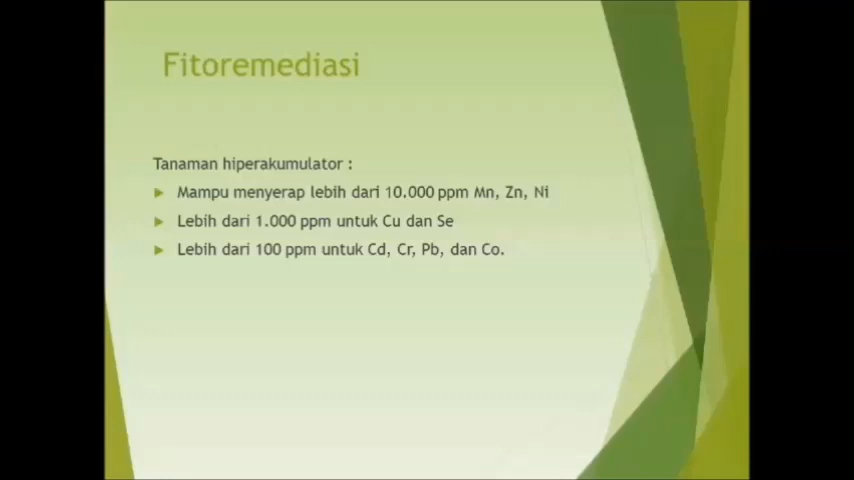 Fitoremediasi
Tanaman hiperakumulator :
Mampu menyerap lebih dari 10.000 ppm Mn, Zn, Ni
Lebih dari 1.000 ppm untuk Cu dan Se
Lebih dari 100 ppm untuk Cd, Cr, Pb, dan Co.